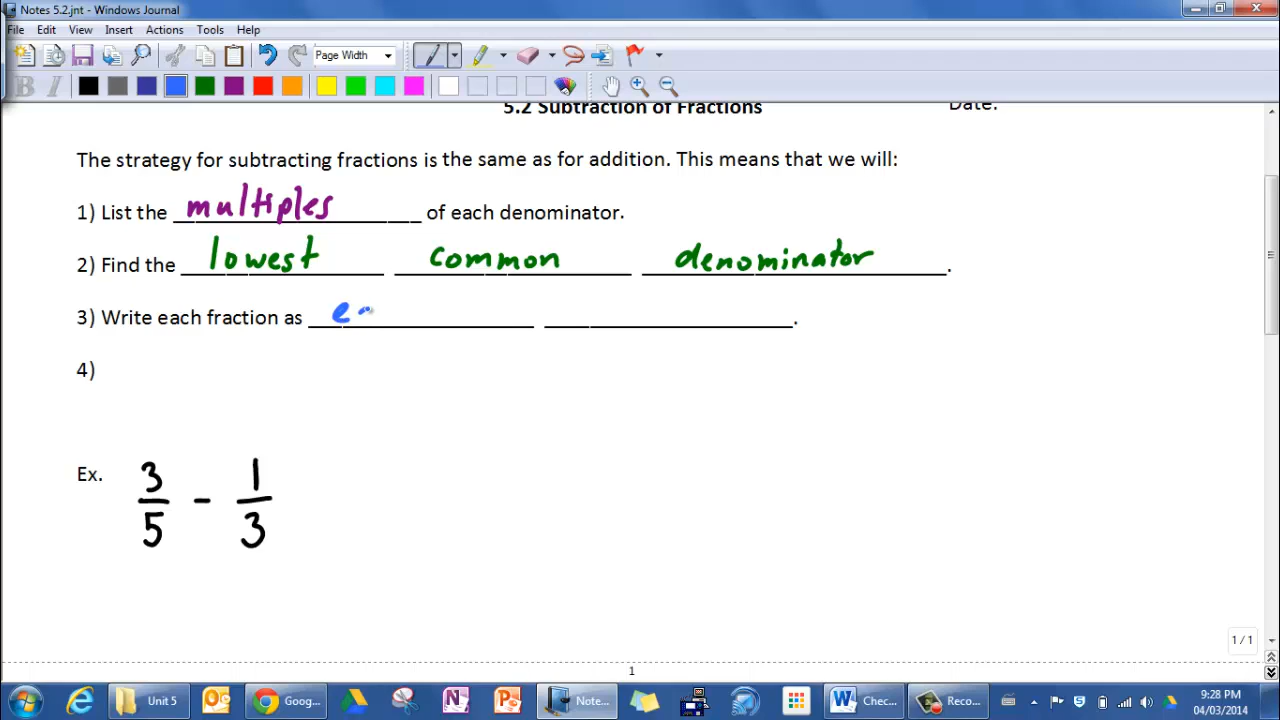 Notes 5.2.jnt - Windows Journal
File Edit View Insert Actions Tools Help
Page Width
B I
5.2 Subtraction of Fractions Date:
The strategy for subtracting fractions is the same as for addition. This means that we will:
1) List the multiples of each denominator.
2) Find the lowest common denominator.
3) Write each fraction as e
4)
Ex. 3/5 - 1/3
1 / 1
1
Unit 5 Goog... Note... Chec... Reco... 9:28 PM
04/03/2014